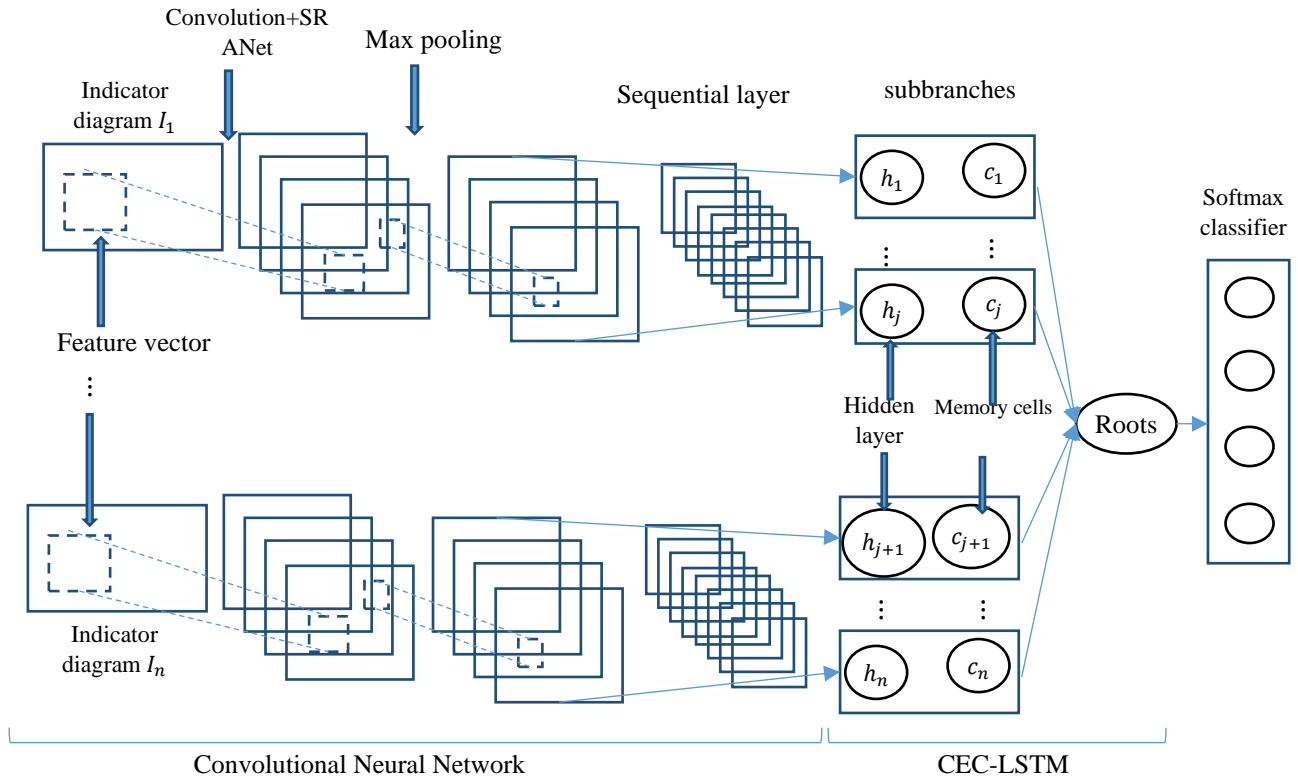 Convolution+SR
ANet
Max pooling
Indicator
diagram I₁
Sequential layer
subbranches
h₁
c₁
Softmax
classifier
⋮
⋮
hⱼ
cⱼ
Feature vector
...
Hidden
layer
Memory cells
Roots
hⱼ₊₁
cⱼ₊₁
⋮
⋮
Indicator
diagram Iₙ
hₙ
cₙ
Convolutional Neural Network
CEC-LSTM